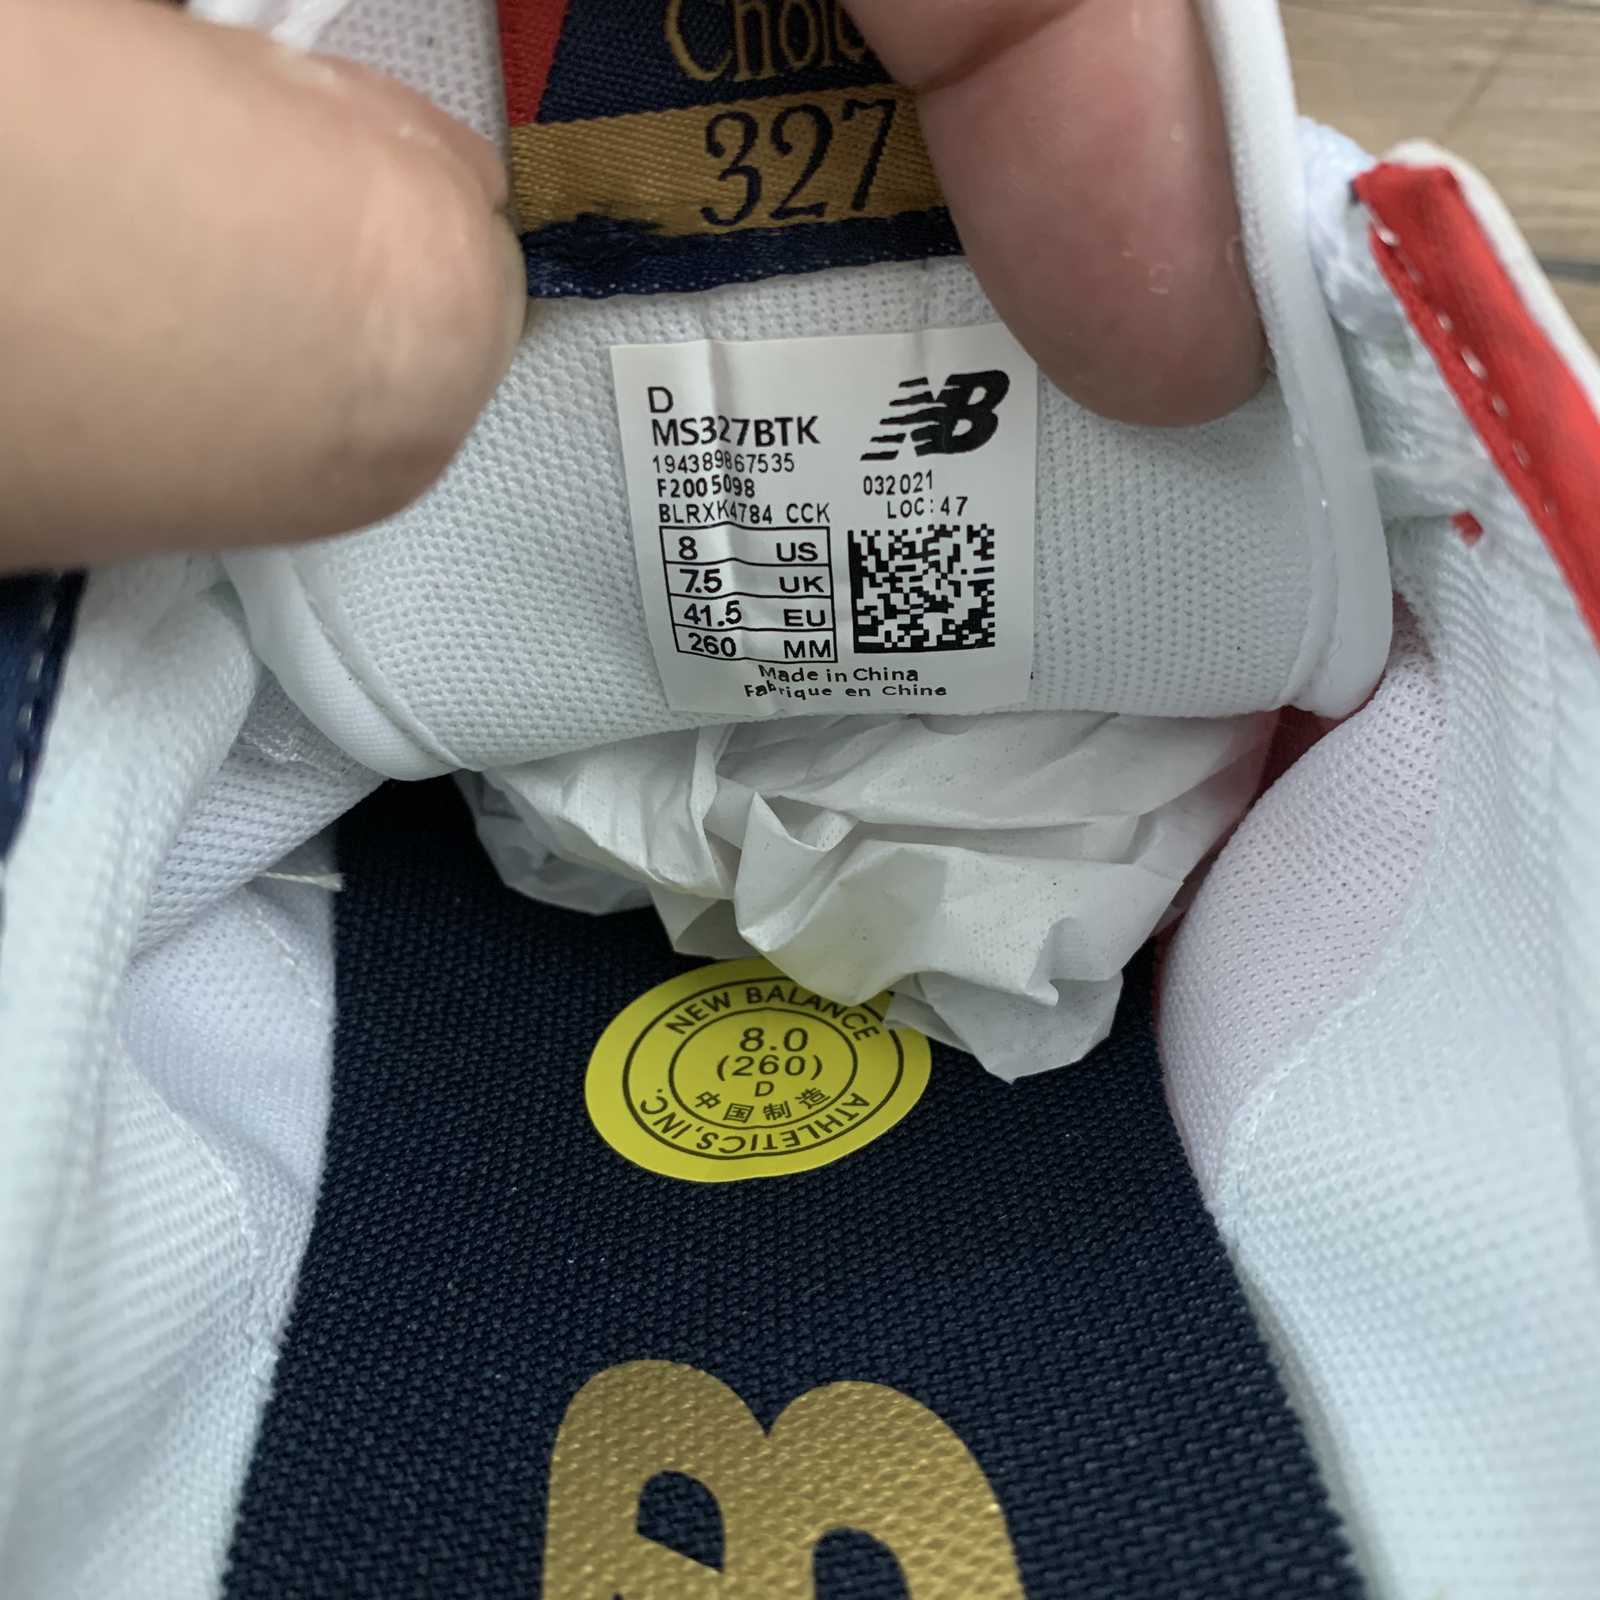 327
D
MS327BTK
194389867535
F2005098
BLRXK4784 CCK
NB
032021
LOC:47
8 US
7.5 UK
41.5 EU
260 MM
Made in China
Fabrique en Chine
NEW BALANCE
8.0
(260)
D
中国制造
ATHLETICS, INC.